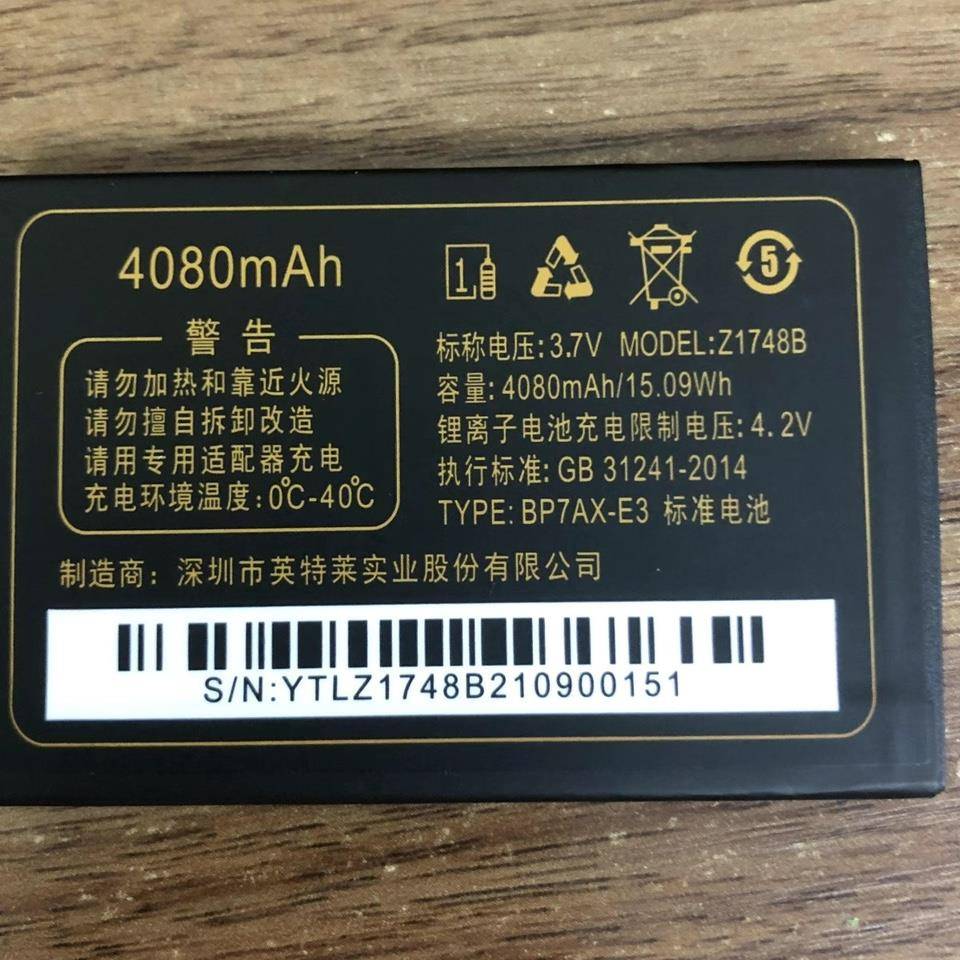 4080mAh
1
5
警告
请勿加热和靠近火源
请勿擅自拆卸改造
请用专用适配器充电
充电环境温度:0℃-40℃
标称电压:3.7V MODEL:Z1748B
容量:4080mAh/15.09Wh
锂离子电池充电限制电压:4.2V
执行标准:GB 31241-2014
TYPE:BP7AX-E3 标准电池
制造商：深圳市英特莱实业股份有限公司
S/N:YTLZ1748B210900151